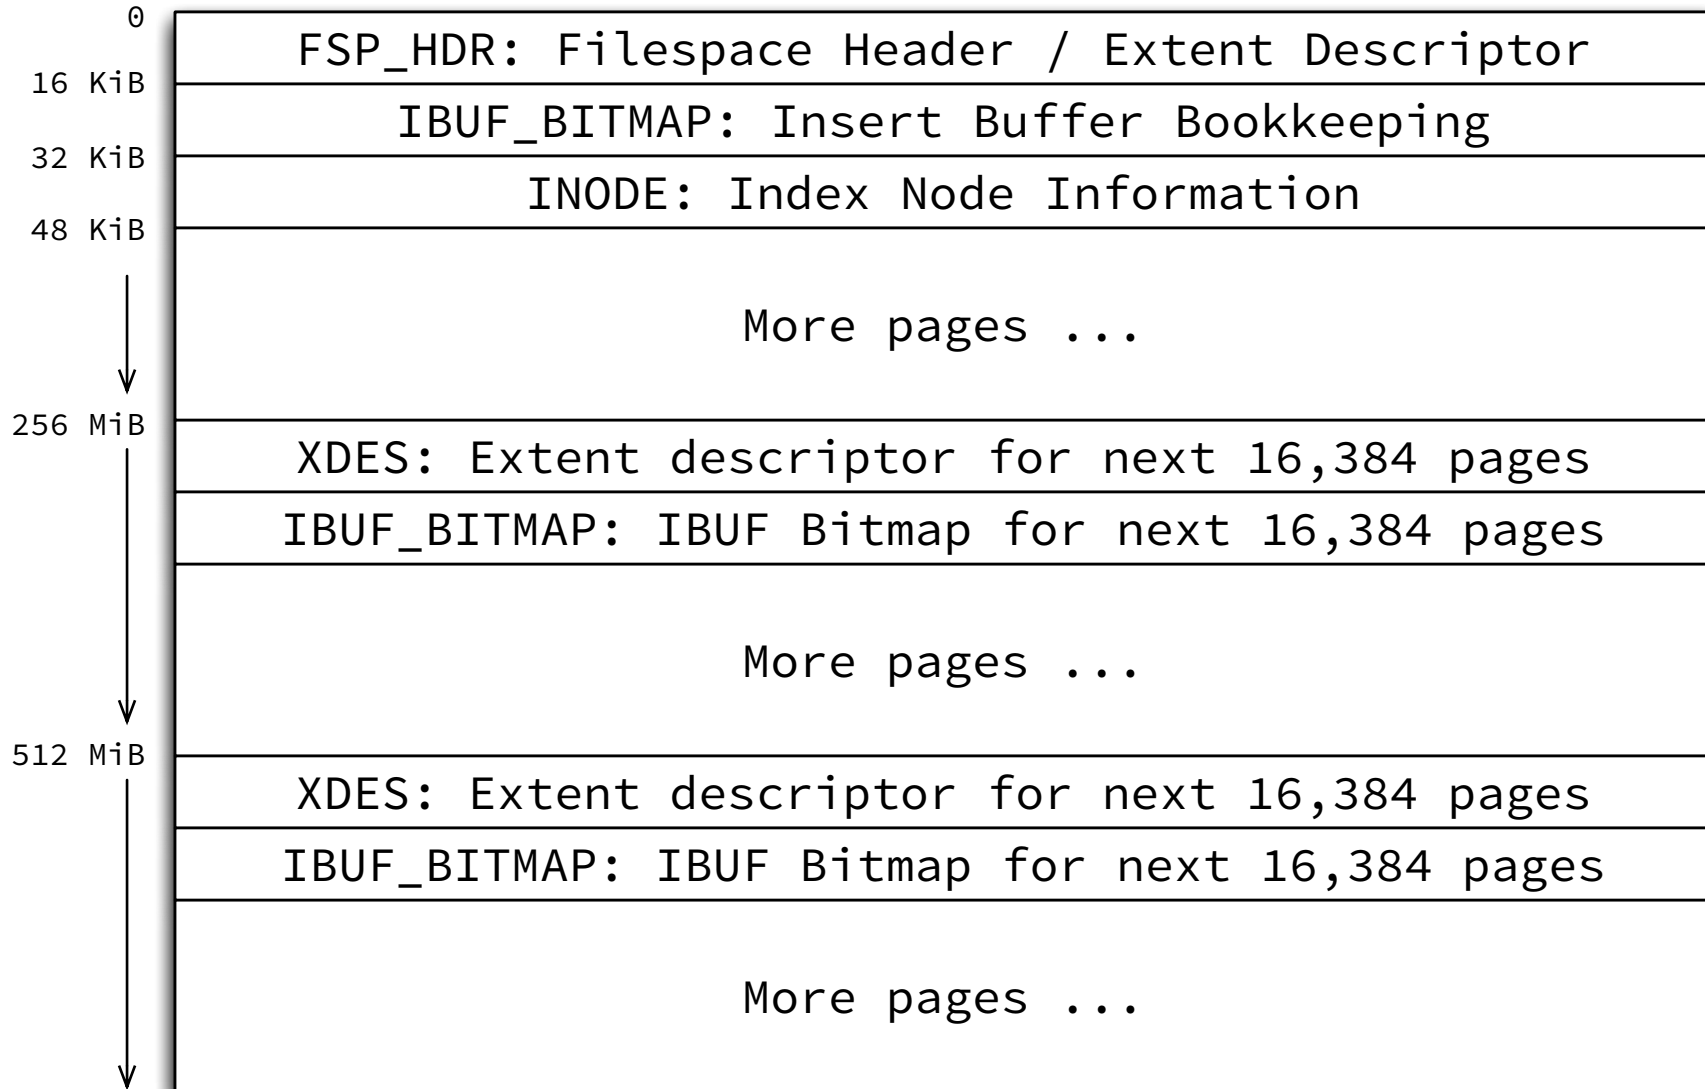 0
FSP_HDR: Filespace Header / Extent Descriptor
16 KiB
IBUF_BITMAP: Insert Buffer Bookkeeping
32 KiB
INODE: Index Node Information
48 KiB
More pages ...
256 MiB
XDES: Extent descriptor for next 16,384 pages
IBUF_BITMAP: IBUF Bitmap for next 16,384 pages
More pages ...
512 MiB
XDES: Extent descriptor for next 16,384 pages
IBUF_BITMAP: IBUF Bitmap for next 16,384 pages
More pages ...